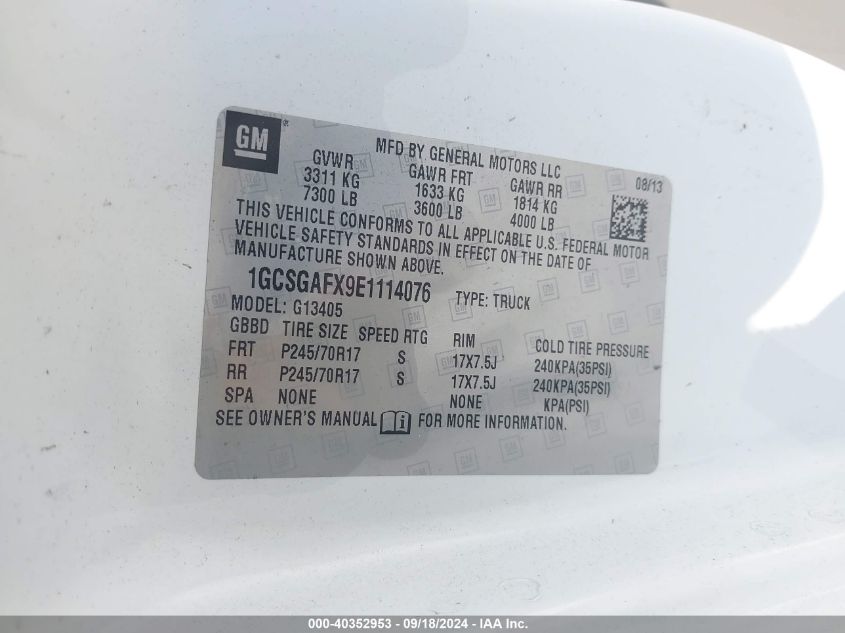 GM
MFD BY GENERAL MOTORS LLC
08/13
GVWR GAWR FRT GAWR RR
3311 KG 1633 KG 1814 KG
7300 LB 3600 LB 4000 LB
THIS VEHICLE CONFORMS TO ALL APPLICABLE U.S. FEDERAL MOTOR
VEHICLE SAFETY STANDARDS IN EFFECT ON THE DATE OF
MANUFACTURE SHOWN ABOVE.
1GCSGAFX9E1114076 TYPE: TRUCK
MODEL: G13405
GBBD TIRE SIZE SPEED RTG RIM COLD TIRE PRESSURE
FRT P245/70R17 S 17X7.5J 240KPA(35PSI)
RR P245/70R17 S 17X7.5J 240KPA(35PSI)
SPA NONE NONE KPA(PSI)
SEE OWNER'S MANUAL i FOR MORE INFORMATION.
000-40352953 - 09/18/2024 - IAA Inc.